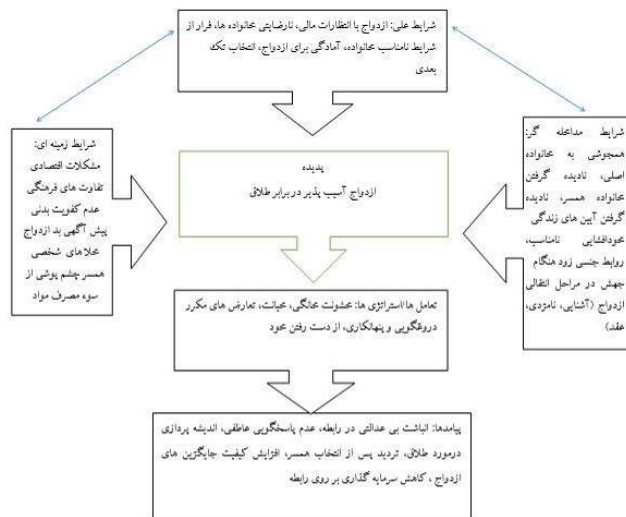 شرایط علی: ازدواج با انتظارات مالی، نارضایتی خانواده ها، فرار از
شرایط نامناسب خانواده، آمادگی برای ازدواج، انتخاب تک
بعدی
شرایط مداخله گر:
همجوشی به خانواده
اصلی، نادیده گرفتن
خانواده همسر، نادیده
گرفتن آیین های زندگی
خودافشایی نامناسب،
روابط جنسی زود هنگام
جهش در مراحل انتقالی
ازدواج (آشنایی، نامزدی،
عقد)
پدیده
ازدواج آسیب پذیر در برابر طلاق
شرایط زمینه ای:
مشکلات اقتصادی
تفاوت های فرهنگی
عدم کفویت بدنی
پیش آگهی بد ازدواج
خلاهای شخصی
همسر چشم پوشی از
سوء مصرف مواد
تعامل ها/استراتژی ها: خشونت خانگی، خیانت، تعارض های مکرر
دروغگویی و پنهانکاری، از دست رفتن خود
پیامدها: انباشت بی عدالتی در رابطه، عدم پاسخگویی عاطفی، اندیشه پردازی
درمورد طلاق، تردید پس از انتخاب همسر، افزایش کیفیت جایگزین های
ازدواج ، کاهش سرمایه گذاری بر روی رابطه